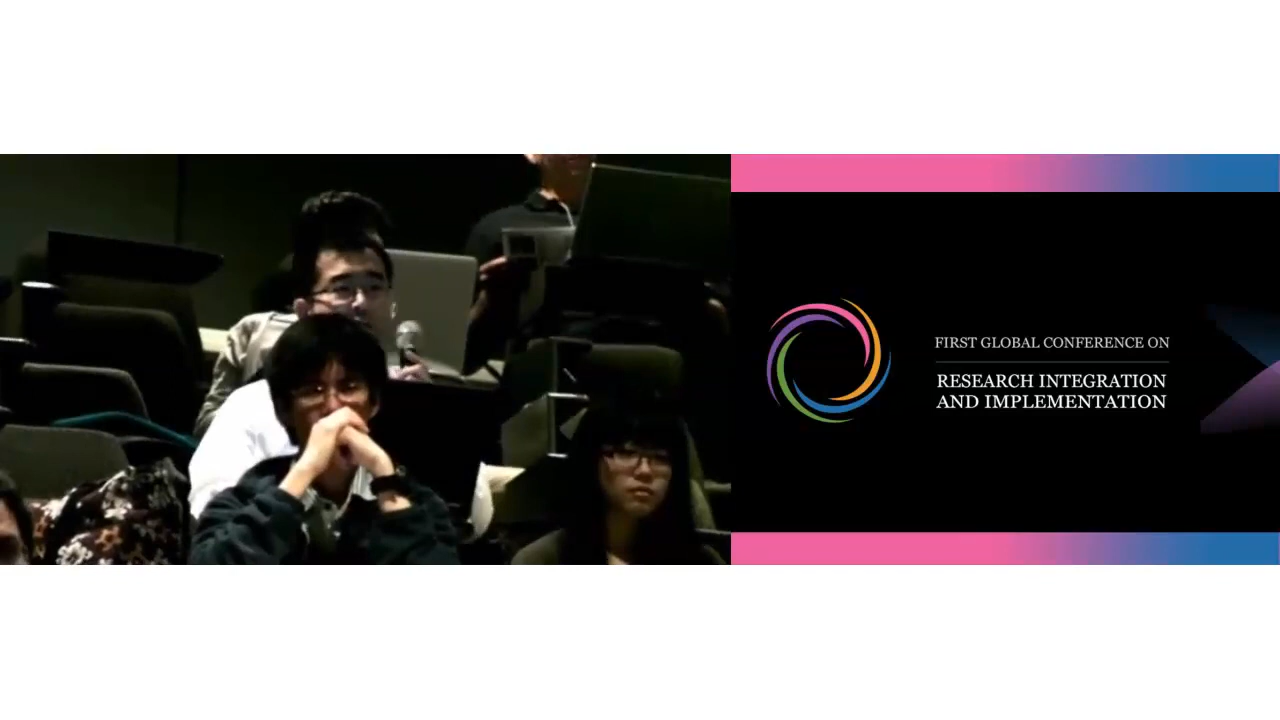 FIRST GLOBAL CONFERENCE ON
RESEARCH INTEGRATION
AND IMPLEMENTATION